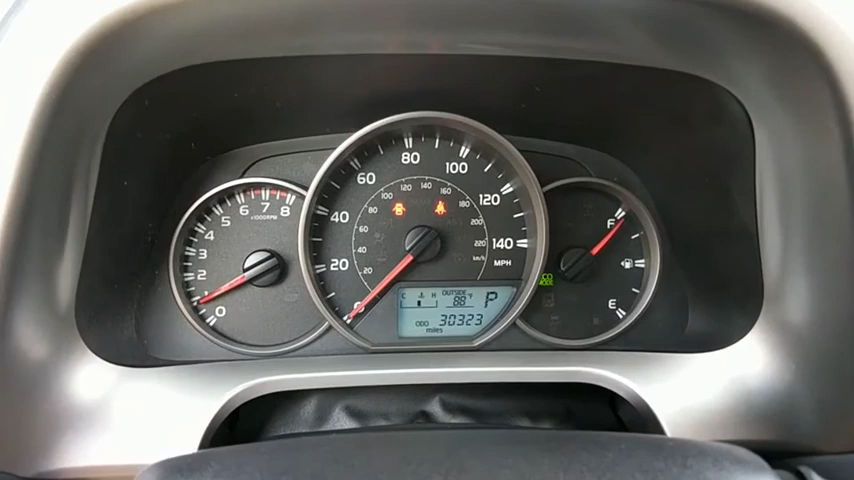 0 1 2 3 4 5 6 7 8
x1000RPM
0 20 40 60 80 100 120 140
MPH
20 40 60 80 100 120 140 160 180 200 220
km/h
C H OUTSIDE 88°F P
ODO 30323
miles
F
E
ECO
MODE